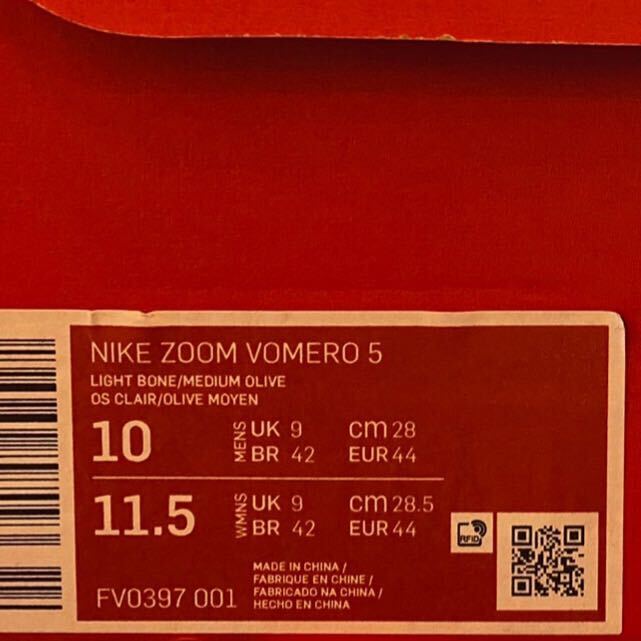 NIKE ZOOM VOMERO 5
LIGHT BONE/MEDIUM OLIVE
OS CLAIR/OLIVE MOYEN
10 MENS UK 9 cm 28
BR 42 EUR 44
11.5 WMNS UK 9 cm 28.5
BR 42 EUR 44
RFID
MADE IN CHINA /
FABRIQUE EN CHINE /
FABRICADO NA CHINA /
HECHO EN CHINA
FV0397 001